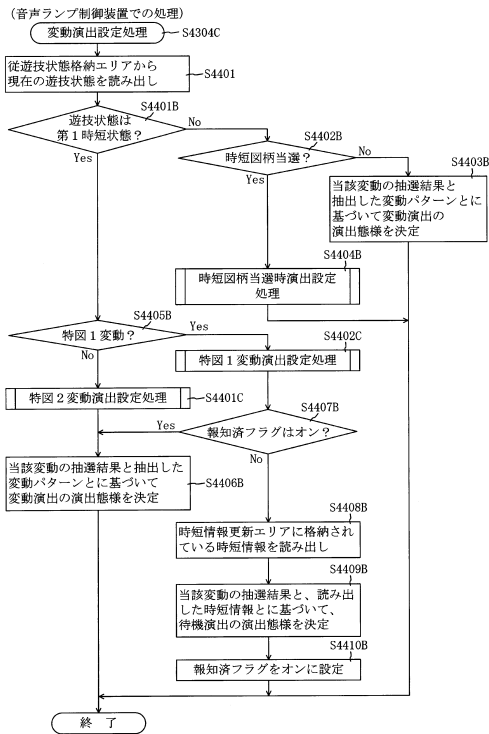 (音声ランプ制御装置での処理)
変動演出設定処理
S4304C
従遊技状態格納エリアから
現在の遊技状態を読み出し
S4401
遊技状態は
第1時短状態?
S4401B
No
Yes
時短図柄当選?
S4402B
No
Yes
S4403B
当該変動の抽選結果と
抽出した変動パターンとに
基づいて変動演出の
演出態様を決定
S4404B
時短図柄当選時演出設定
処理
特図1変動?
S4405B
Yes
No
S4402C
特図1変動演出設定処理
特図2変動演出設定処理
S4401C
S4407B
報知済フラグはオン?
Yes
No
当該変動の抽選結果と抽出した
変動パターンとに基づいて
変動演出の演出態様を決定
S4406B
S4408B
時短情報更新エリアに格納され
ている時短情報を読み出し
S4409B
当該変動の抽選結果と、読み出
した時短情報とに基づいて、
待機演出の演出態様を決定
S4410B
報知済フラグをオンに設定
終 了